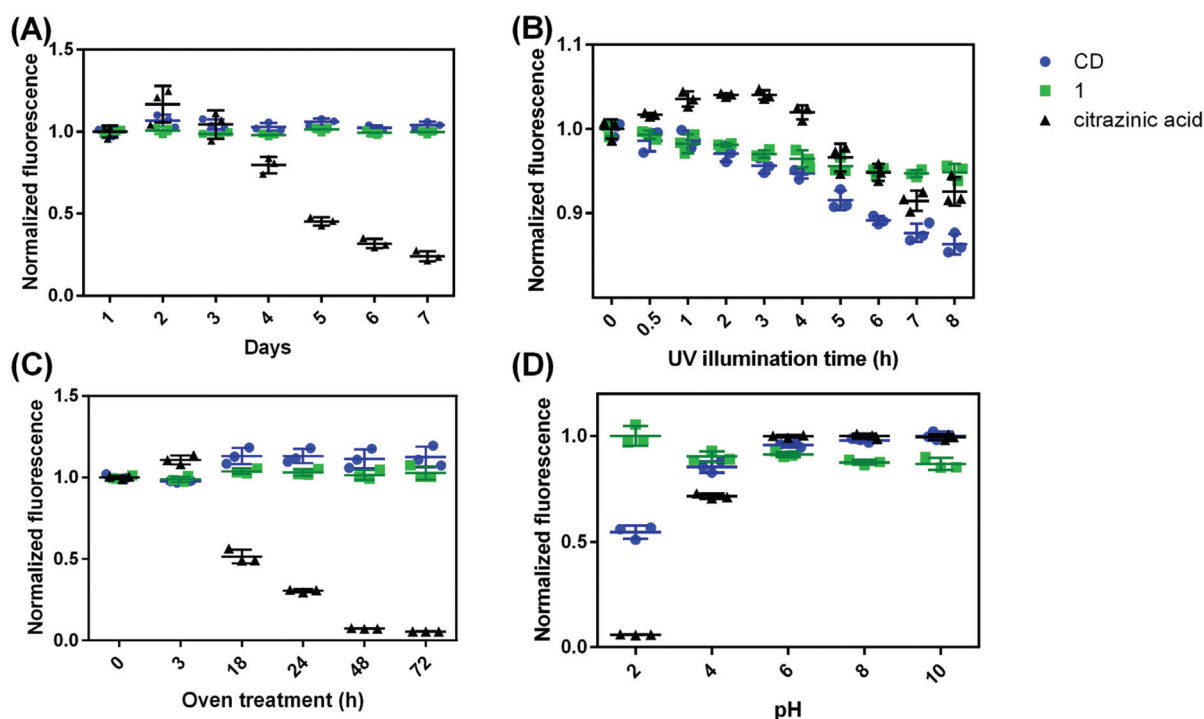 (A)
Normalized fluorescence
1.5
1.0
0.5
0.0
1 2 3 4 5 6 7
Days
(B)
Normalized fluorescence
1.1
1.0
0.9
0 0.5 1 2 3 4 5 6 7 8
UV illumination time (h)
CD
1
citrazinic acid
(C)
Normalized fluorescence
1.5
1.0
0.5
0.0
0 3 18 24 48 72
Oven treatment (h)
(D)
Normalized fluorescence
1.0
0.5
0.0
2 4 6 8 10
pH